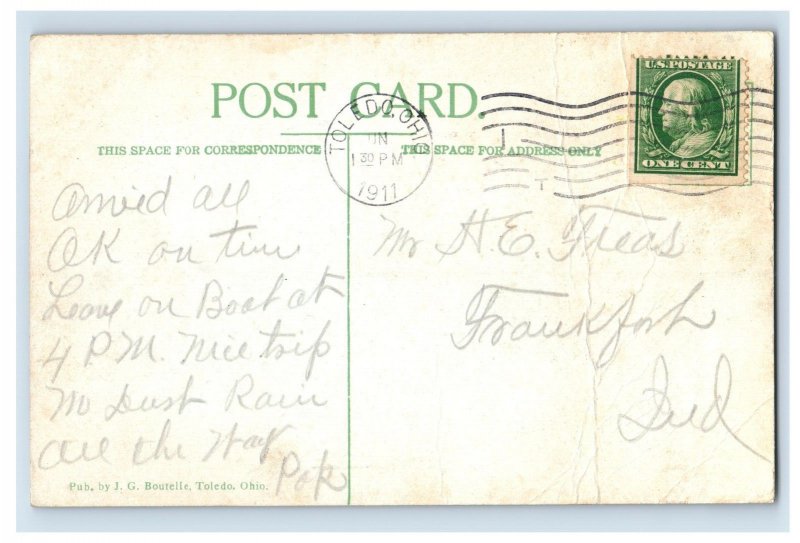 POST CARD.
THIS SPACE FOR CORRESPONDENCE
THIS SPACE FOR ADDRESS ONLY
TOLEDO, OHIO
UN
1 30 PM
1911
U.S. POSTAGE
ONE CENT
Arrived all
OK on time
Leave on Boat at
4 P.M. Nice trip
No Dust Rain
all the Way
Pop
Mr H. E. Treas
Frankfort
Ind
Pub. by J. G. Boutelle, Toledo, Ohio.